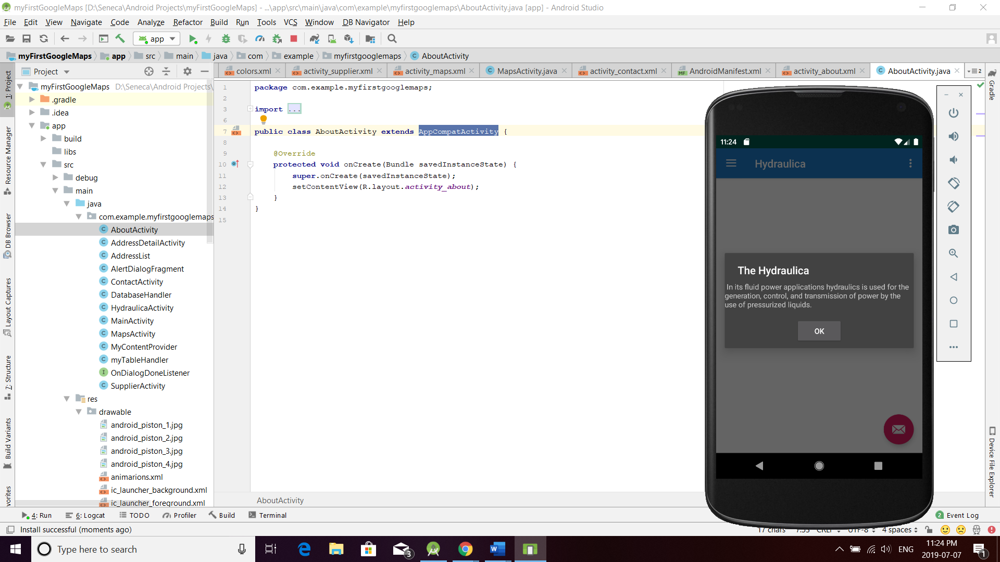 myFirstGoogleMaps [D:\Seneca\Android Projects\myFirstGoogleMaps] - ...\app\src\main\java\com\example\myfirstgooglemaps\AboutActivity.java [app] - Android Studio
File Edit View Navigate Code Analyze Refactor Build Run Tools VCS Window DB Navigator Help
app
myFirstGoogleMaps app src main java com example myfirstgooglemaps AboutActivity
Project
colors.xml activity_supplier.xml activity_maps.xml MapsActivity.java activity_contact.xml AndroidManifest.xml activity_about.xml AboutActivity.java 2
1: Project
Resource Manager
DB Browser
Layout Captures
7: Structure
Build Variants
vorites
myFirstGoogleMaps D:\Seneca\Android Projects\
.gradle
.idea
app
build
libs
src
debug
main
java
com.example.myfirstgooglemaps
AboutActivity
AddressDetailActivity
AddressList
AlertDialogFragment
ContactActivity
DatabaseHandler
HydraulicaActivity
MainActivity
MapsActivity
MyContentProvider
myTableHandler
OnDialogDoneListener
SupplierActivity
res
drawable
android_piston_1.jpg
android_piston_2.jpg
android_piston_3.jpg
android_piston_4.jpg
animarions.xml
ic_launcher_background.xml
ic_launcher_foreground.xml
1 package com.example.myfirstgooglemaps;
2
3 import ...
6
7 public class AboutActivity extends AppCompatActivity {
8
9 @Override
10 protected void onCreate(Bundle savedInstanceState) {
11 super.onCreate(savedInstanceState);
12 setContentView(R.layout.activity_about);
13 }
14 }
15
AboutActivity
11:24
Hydraulica
The Hydraulica
In its fluid power applications hydraulics is used for the
generation, control, and transmission of power by the
use of pressurized liquids.
OK
Gradle
Device File Explorer
4: Run 6: Logcat TODO Profiler Build Terminal 2 Event Log
Install successful (moments ago) 17 chars 7:53 CRLF UTF-8 4 spaces
Type here to search
3
ENG
11:24 PM
2019-07-07
1